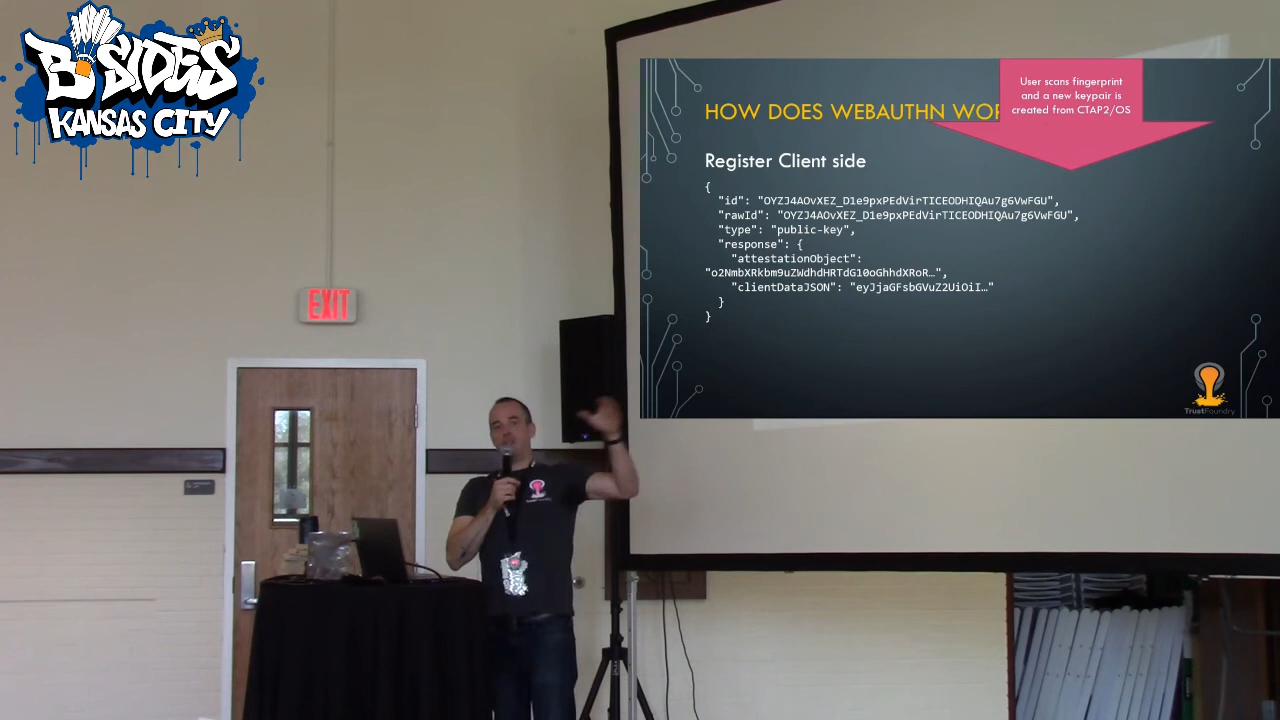 B·SIDES
KANSAS CITY
EXIT
User scans fingerprint
and a new keypair is
created from CTAP2/OS
HOW DOES WEBAUTHN
Register Client side
{
"id": "OYZJ4AOvXEZ_D1e9pxPEdVirTICEODHIQAu7g6VwFGU",
"rawId": "OYZJ4AOvXEZ_D1e9pxPEdVirTICEODHIQAu7g6VwFGU",
"type": "public-key",
"response": {
"attestationObject":
"o2NmbXRkbm9uZWdhdHRTdG10oGhhdXRoR…",
"clientDataJSON": "eyJjaGFsbGVuZ2UiOiI…"
}
}
TrustFoundry